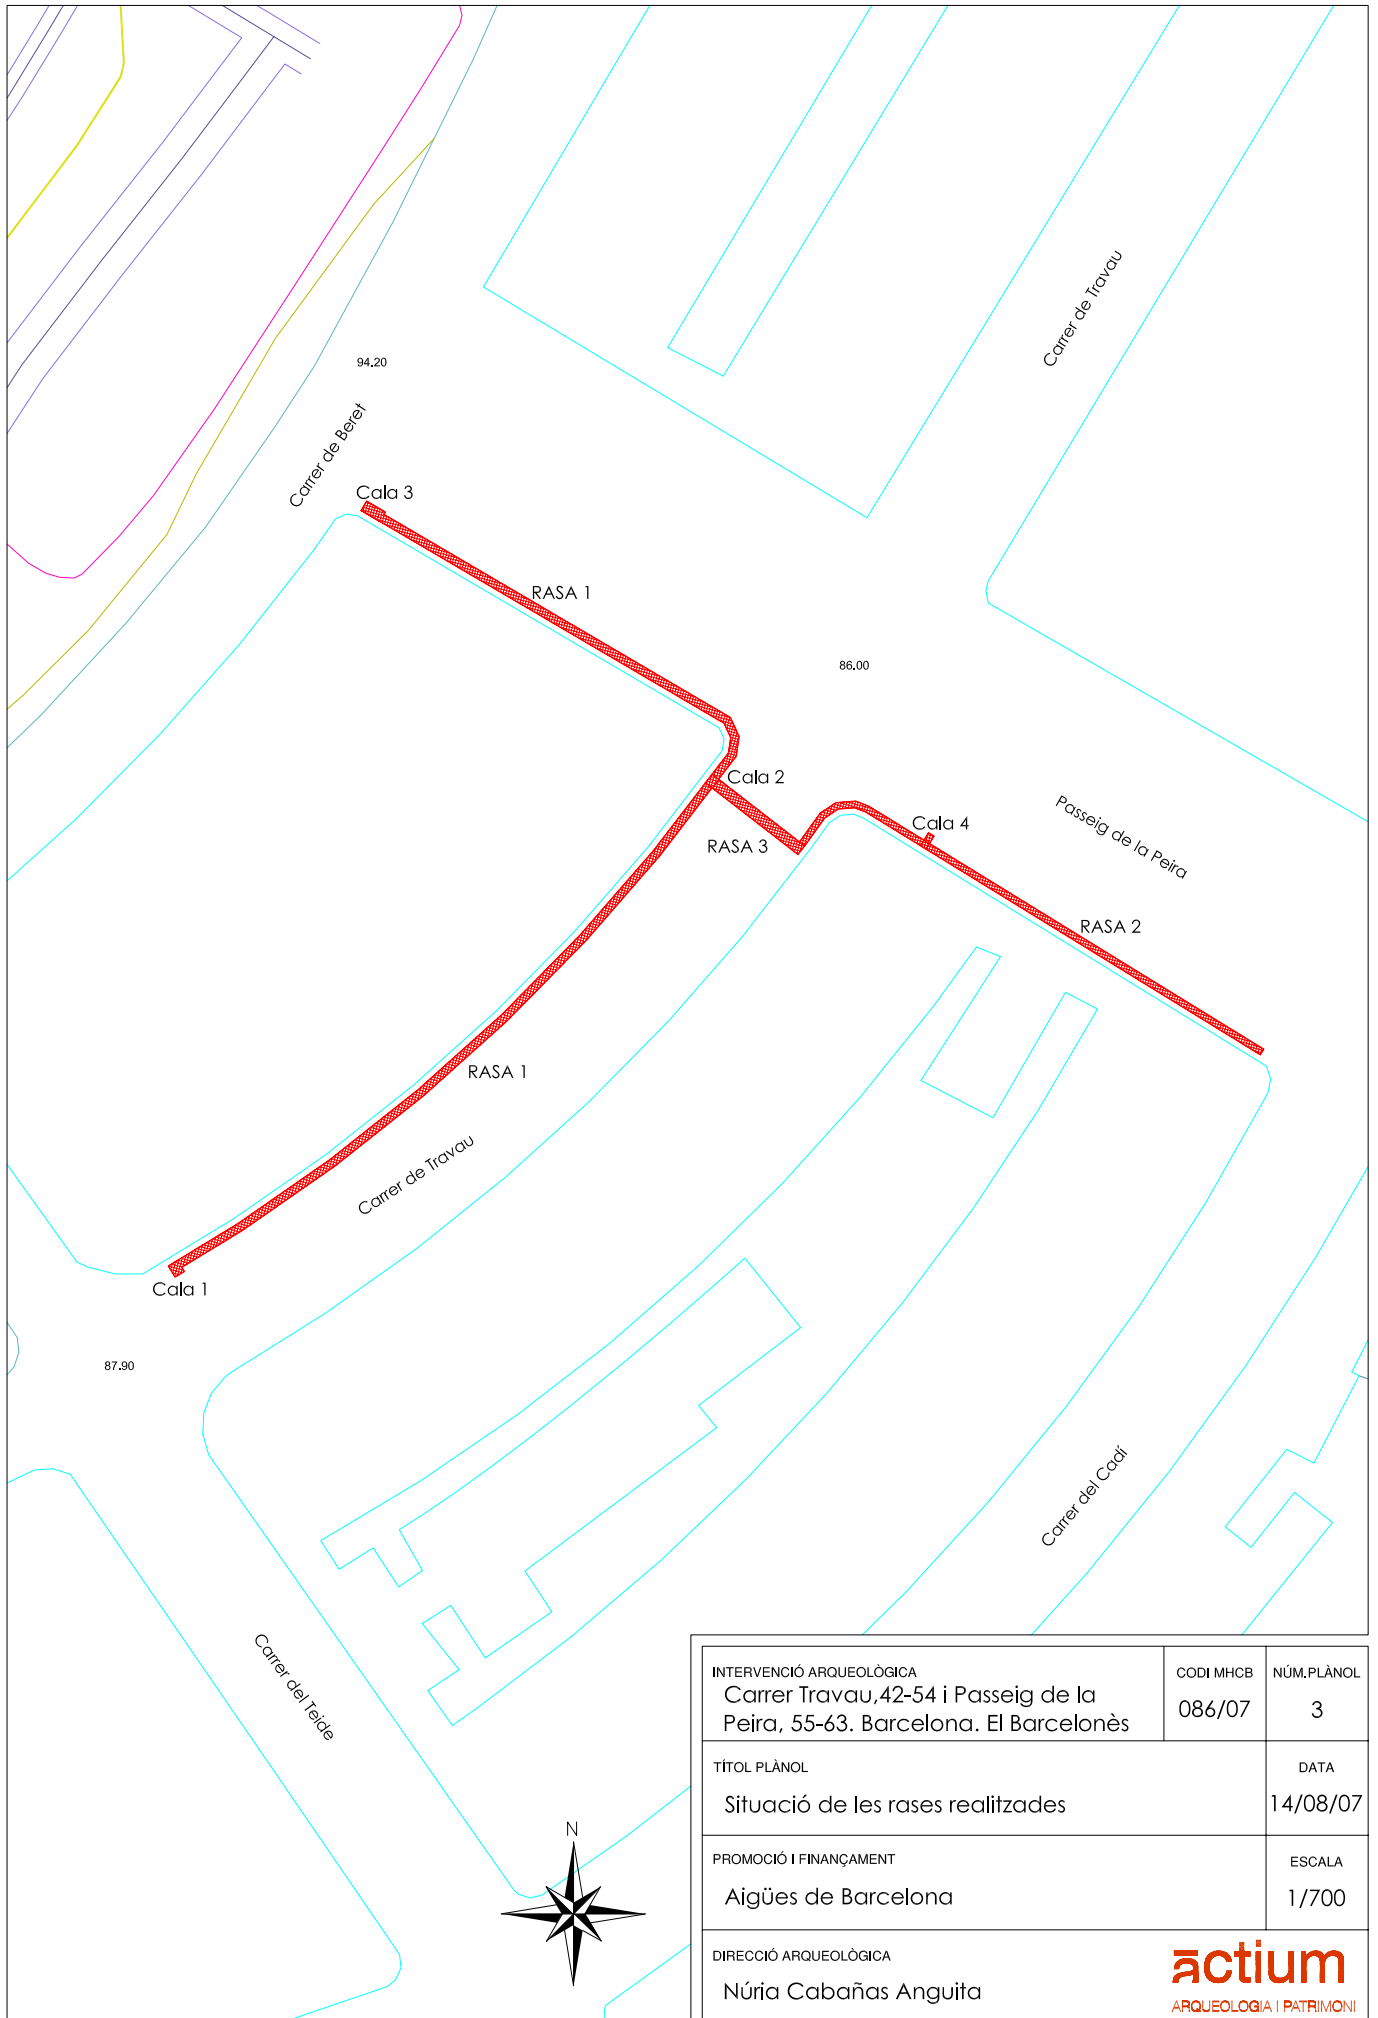 Carrer de Travau
94.20
Carrer de Beret
Cala 3
RASA 1
86.00
Cala 2
Passeig de la Peira
Cala 4
RASA 3
RASA 2
RASA 1
Carrer de Travau
Cala 1
87.90
Carrer del Cadí
Carrer del Teide
N
INTERVENCIÓ ARQUEOLÒGICA
Carrer Travau,42-54 i Passeig de la
Peira, 55-63. Barcelona. El Barcelonès
CODI MHCB
086/07
NÚM.PLÀNOL
3
TÍTOL PLÀNOL
Situació de les rases realitzades
DATA
14/08/07
PROMOCIÓ I FINANÇAMENT
Aigües de Barcelona
ESCALA
1/700
DIRECCIÓ ARQUEOLÒGICA
Núria Cabañas Anguita
actium
ARQUEOLOGIA I PATRIMONI